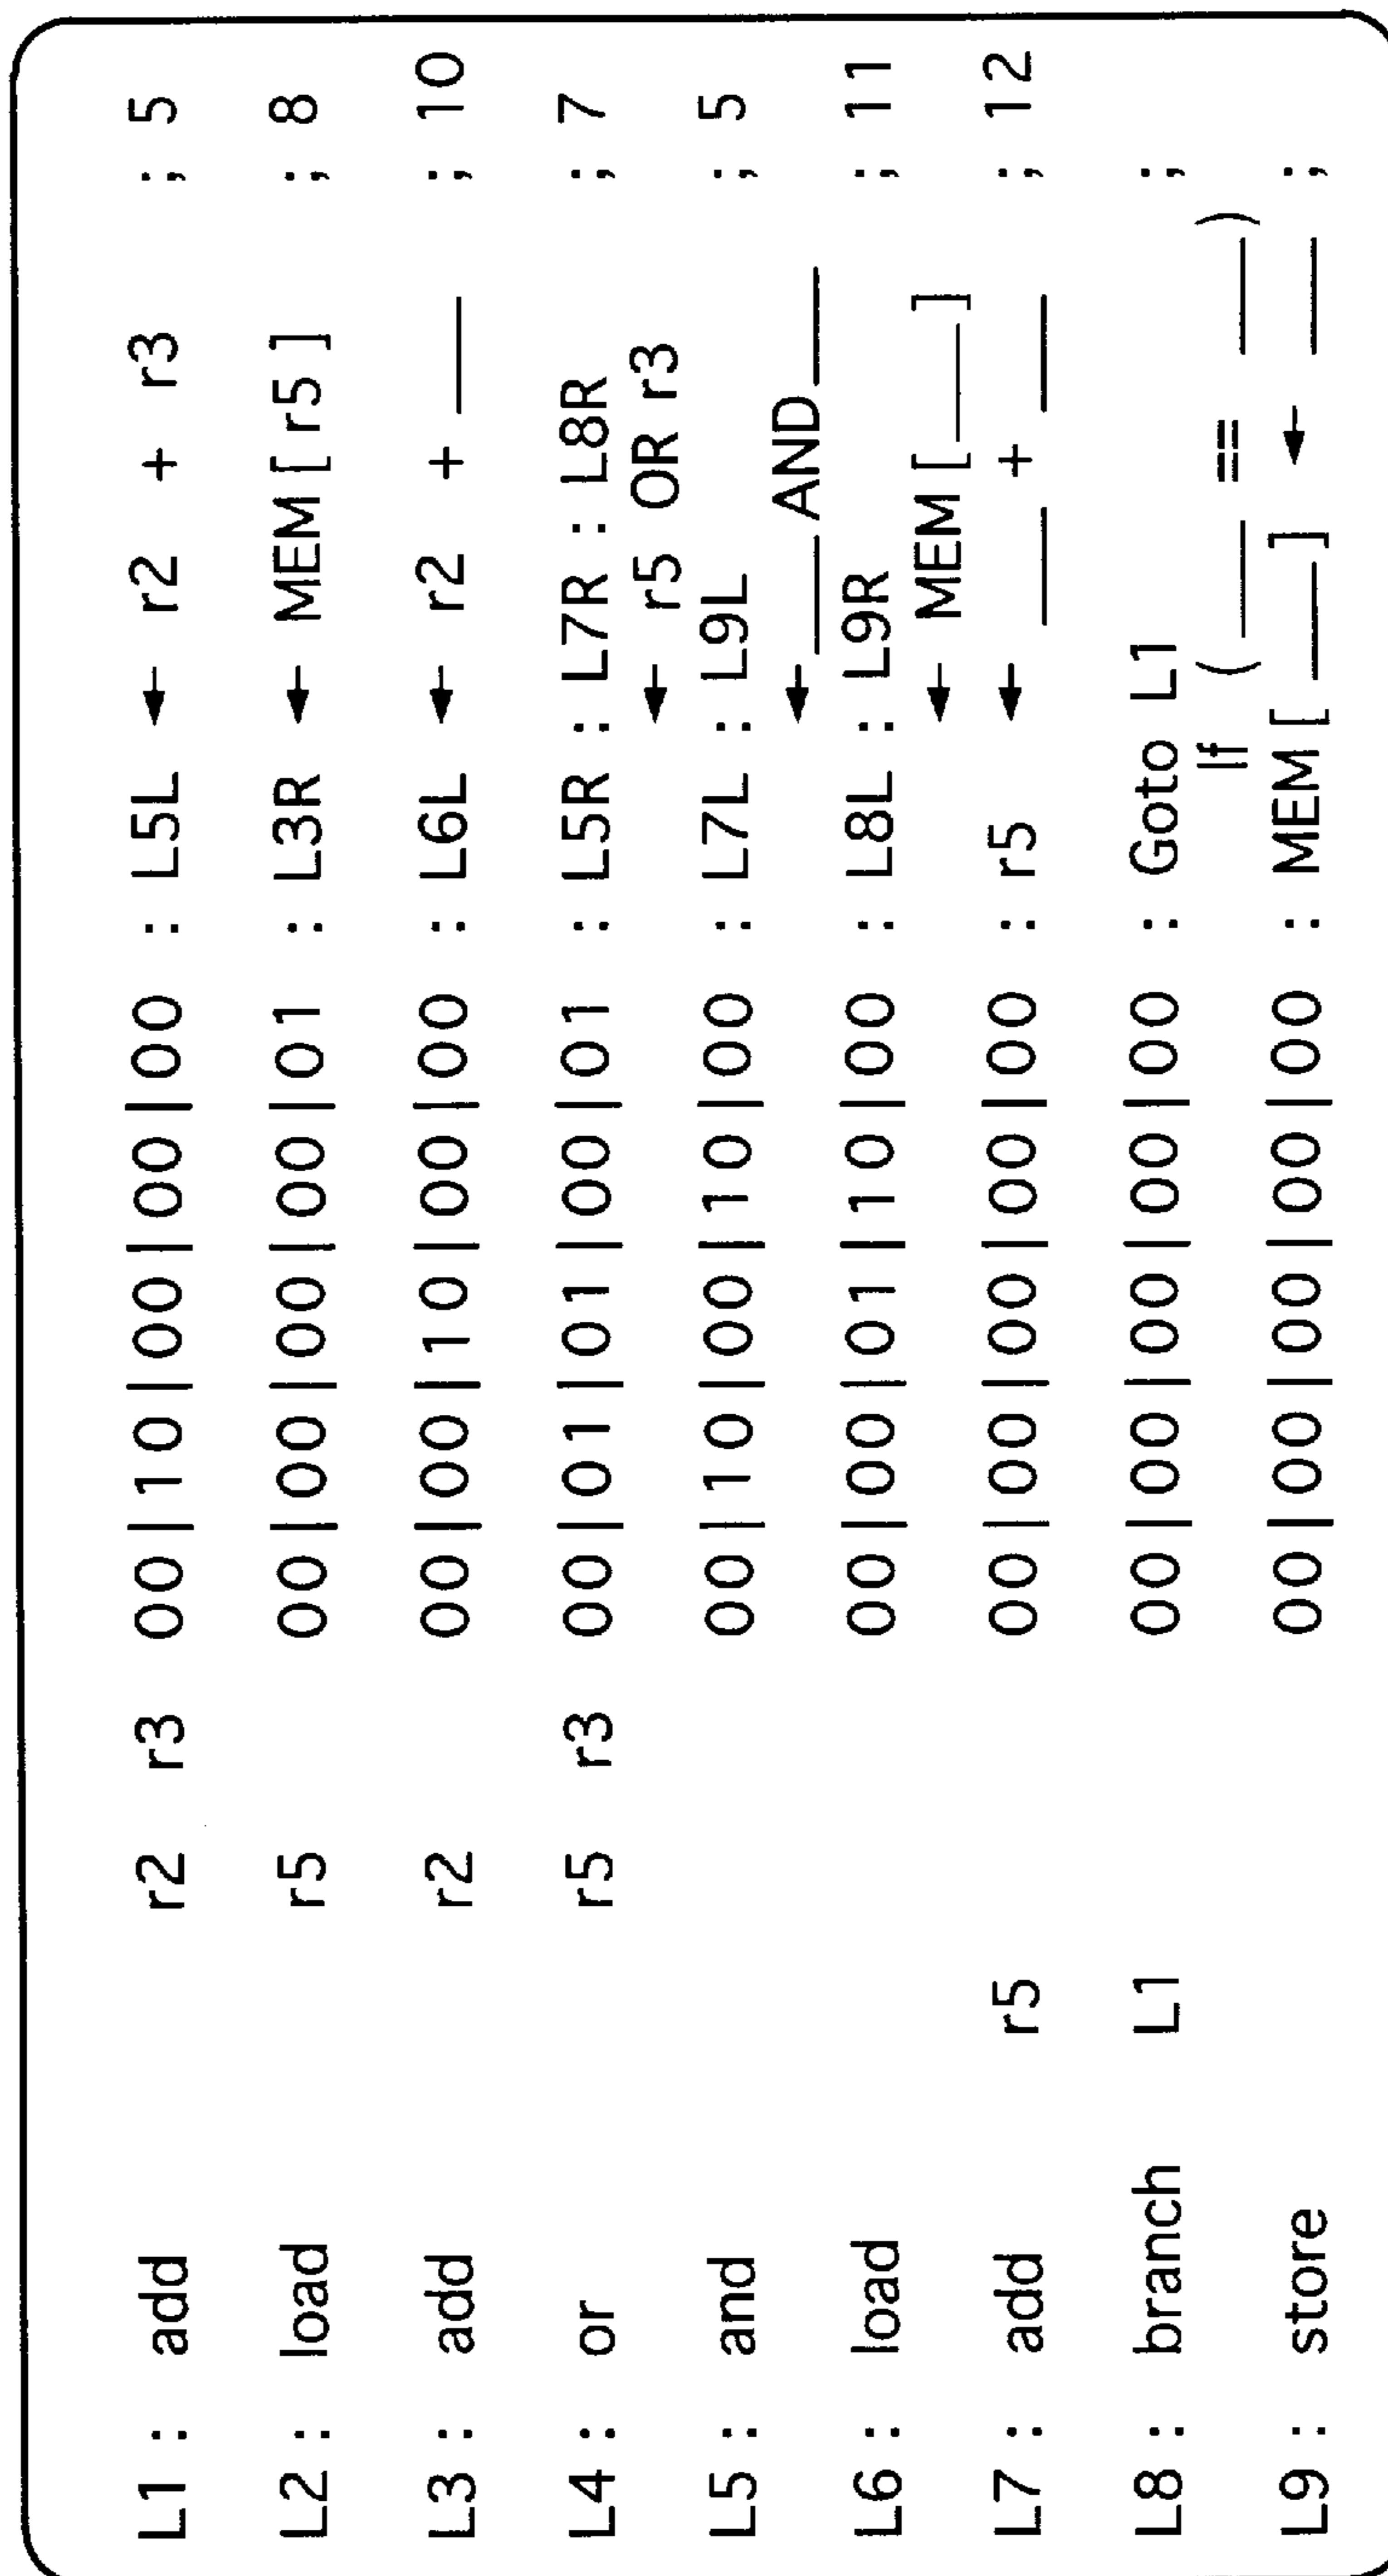 L1 : add r2 r3 00|10|00|00|00 : L5L ← r2 + r3 ; 5
L2 : load r5 00|00|00|00|01 : L3R ← MEM [ r5 ] ; 8
L3 : add r2 00|00|10|00|00 : L6L ← r2 + ___ ; 10
L4 : or r5 r3 00|01|01|00|01 : L5R : L7R : L8R ; 7
← r5 OR r3
L5 : and 00|10|00|10|00 : L7L : L9L ; 5
← ___ AND ___
L6 : load 00|00|01|10|00 : L8L : L9R ; 11
← MEM [ ___ ]
L7 : add r5 00|00|00|00|00 : r5 ← ___ + ___ ; 12
L8 : branch L1 00|00|00|00|00 : Goto L1 ;
If ( ___ == ___ )
L9 : store 00|00|00|00|00 : MEM [ ___ ] ← ___ ;